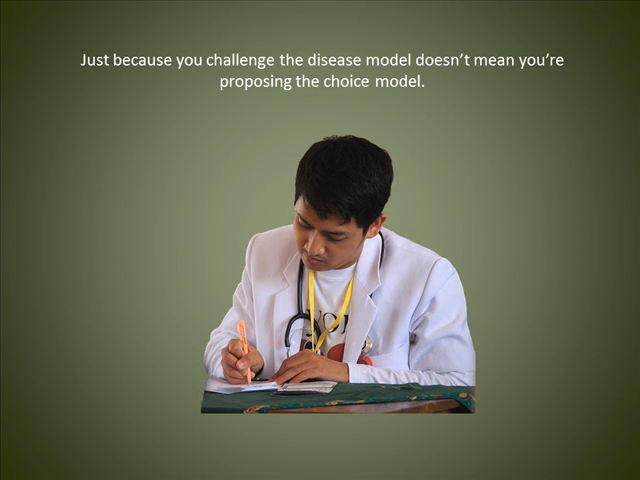 Just because you challenge the disease model doesn’t mean you’re
proposing the choice model.